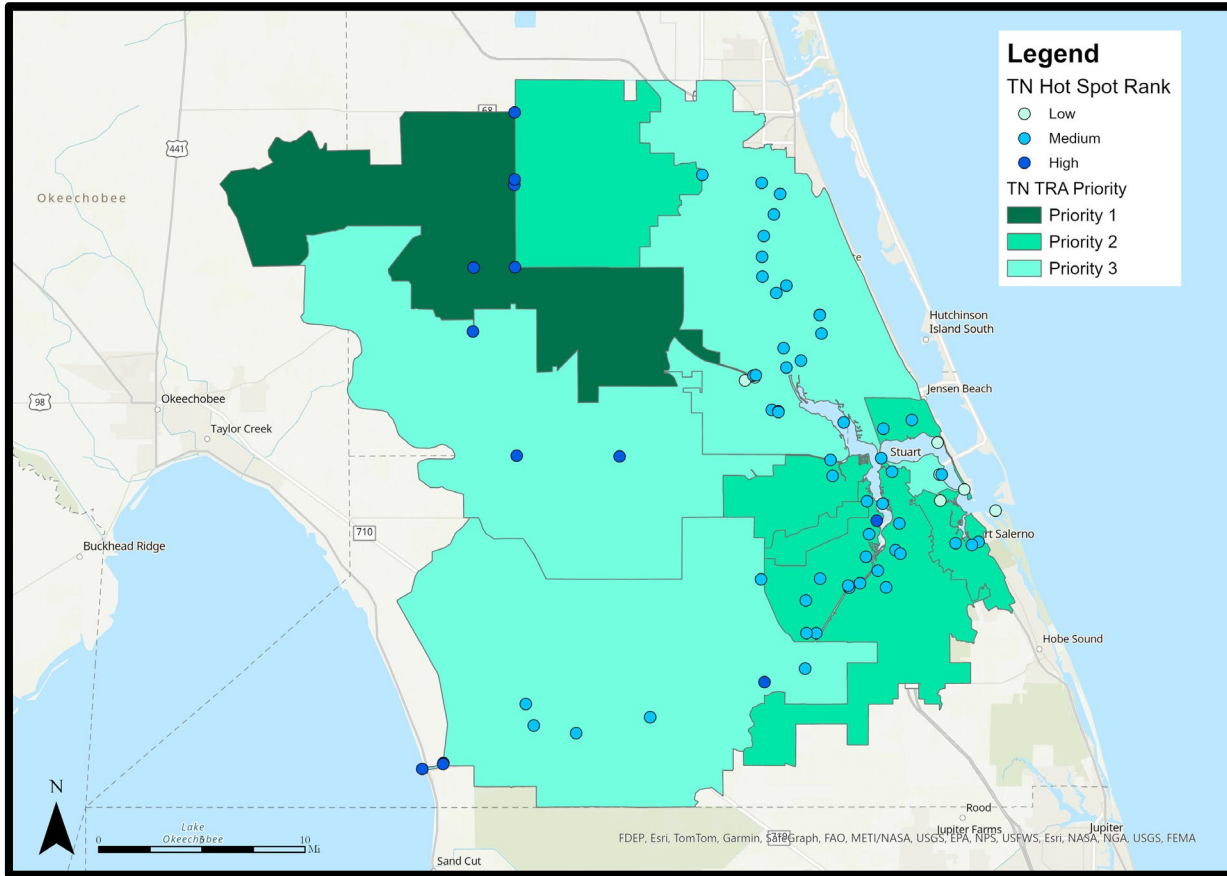 Legend
TN Hot Spot Rank
Low
Medium
High
TN TRA Priority
Priority 1
Priority 2
Priority 3
68
441
Okeechobee
Hutchinson
Island South
Jensen Beach
98
Okeechobee
Taylor Creek
Stuart
710
rt Salerno
Buckhead Ridge
Hobe Sound
N
Lake
Okeechobee
0 5 10
Mi
Rood
Jupiter Farms
Jupiter
Sand Cut
FDEP, Esri, TomTom, Garmin, SafeGraph, FAO, METI/NASA, USGS, EPA, NPS, USFWS, Esri, NASA, NGA, USGS, FEMA